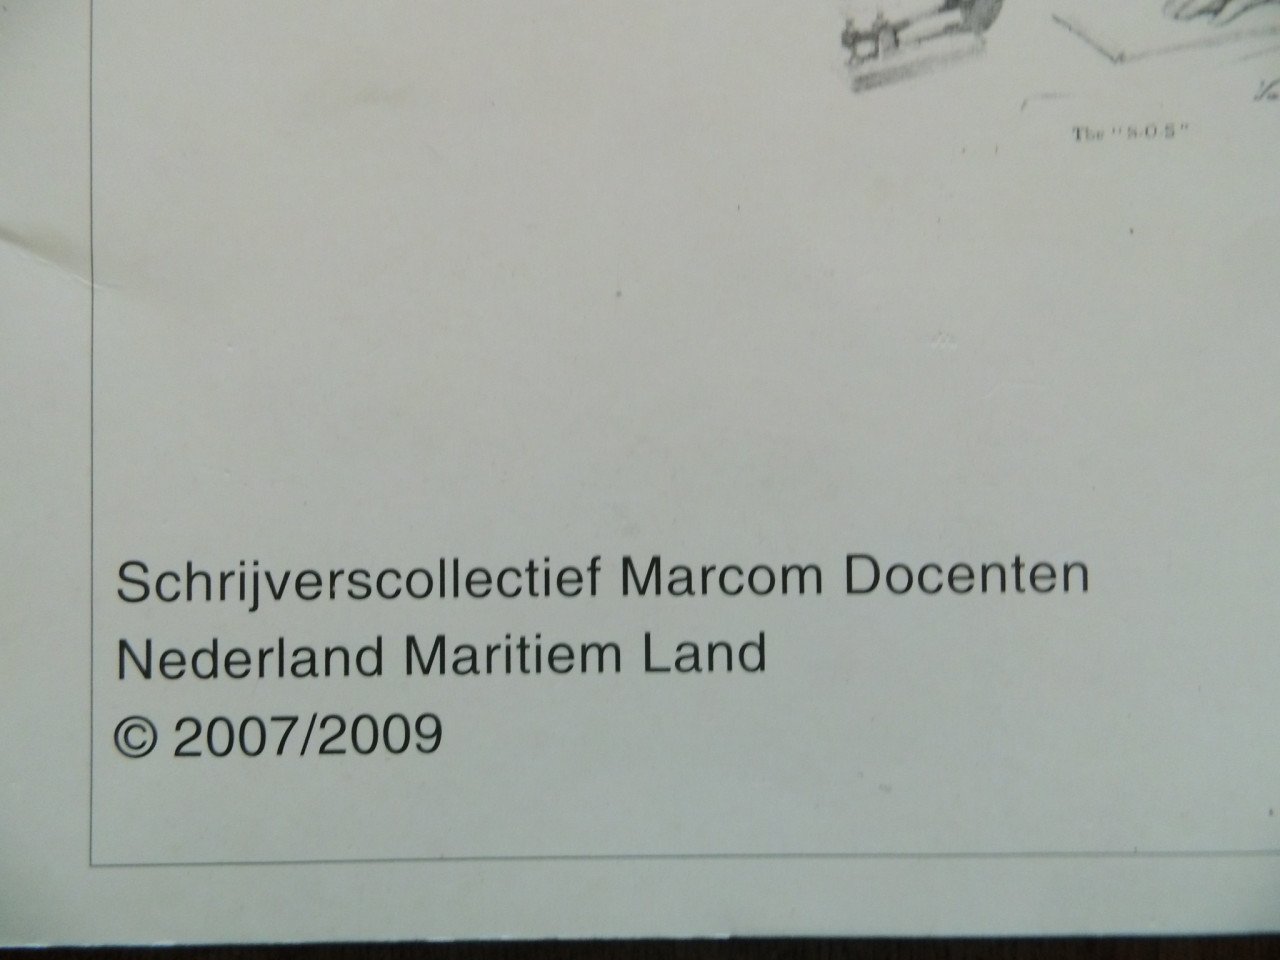 The "S-O-S"
Schrijverscollectief Marcom Docenten
Nederland Maritiem Land
© 2007/2009